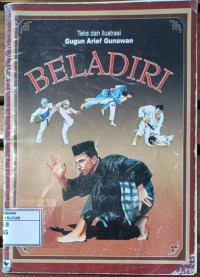 Teks dan Ilustrasi
Gugun Arief Gunawan
BELADIRI